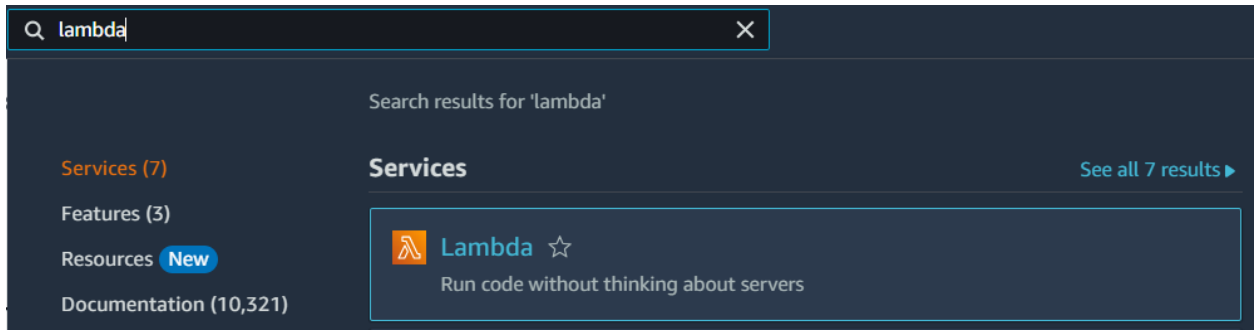 lambda
Search results for 'lambda'
Services (7)
Features (3)
Resources New
Documentation (10,321)
Services
See all 7 results
Lambda
Run code without thinking about servers